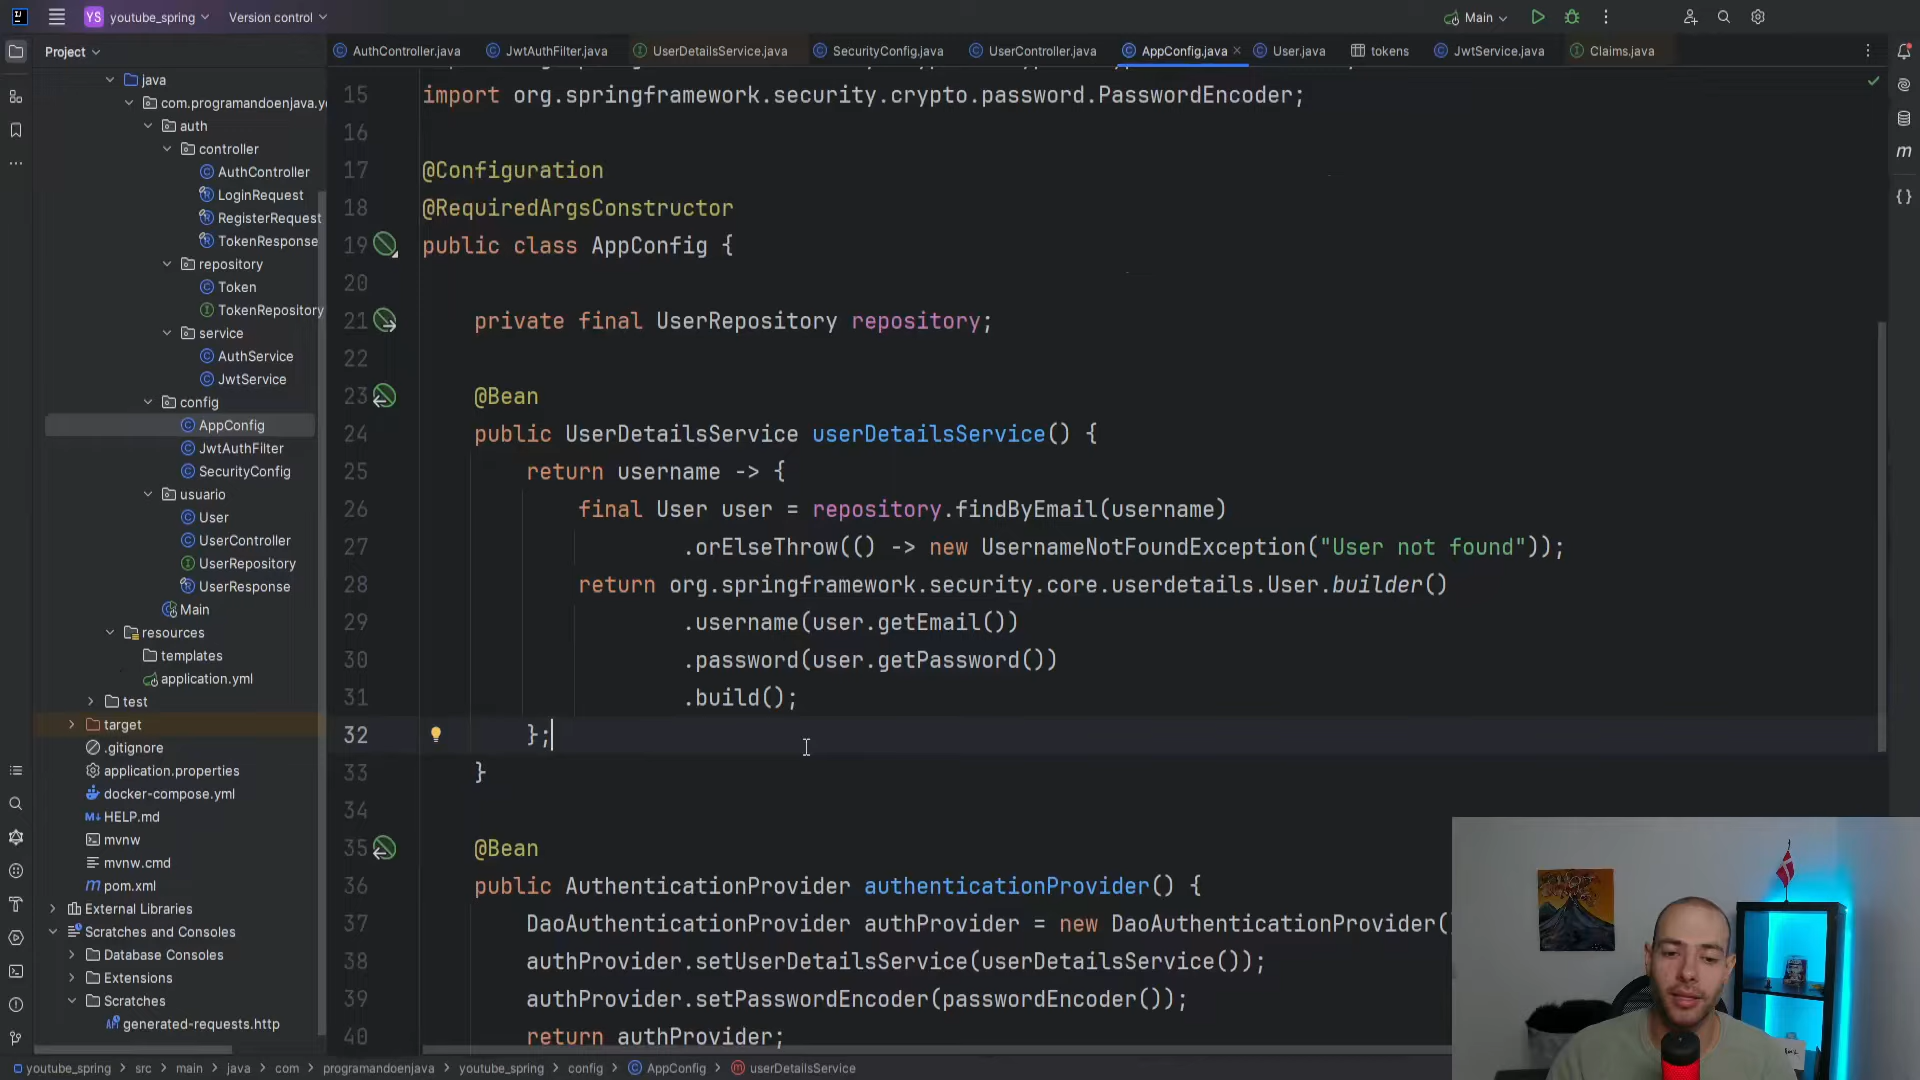 YS youtube_spring Version control Main
Project
AuthController.java JwtAuthFilter.java UserDetailsService.java SecurityConfig.java UserController.java AppConfig.java User.java tokens JwtService.java Claims.java
java
com.programandoenjava.yo
auth
controller
AuthController
LoginRequest
RegisterRequest
TokenResponse
repository
Token
TokenRepository
service
AuthService
JwtService
config
AppConfig
JwtAuthFilter
SecurityConfig
usuario
User
UserController
UserRepository
UserResponse
Main
resources
templates
application.yml
test
target
.gitignore
application.properties
docker-compose.yml
HELP.md
mvnw
mvnw.cmd
pom.xml
External Libraries
Scratches and Consoles
Database Consoles
Extensions
Scratches
generated-requests.http
15 import org.springframework.security.crypto.password.PasswordEncoder;
16
17 @Configuration
18 @RequiredArgsConstructor
19 public class AppConfig {
20
21 private final UserRepository repository;
22
23 @Bean
24 public UserDetailsService userDetailsService() {
25 return username -> {
26 final User user = repository.findByEmail(username)
27 .orElseThrow(() -> new UsernameNotFoundException("User not found"));
28 return org.springframework.security.core.userdetails.User.builder()
29 .username(user.getEmail())
30 .password(user.getPassword())
31 .build();
32 };
33 }
34
35 @Bean
36 public AuthenticationProvider authenticationProvider() {
37 DaoAuthenticationProvider authProvider = new DaoAuthenticationProvider(
38 authProvider.setUserDetailsService(userDetailsService());
39 authProvider.setPasswordEncoder(passwordEncoder());
40 return authProvider;
youtube_spring src main java com programandoenjava youtube_spring config AppConfig userDetailsService